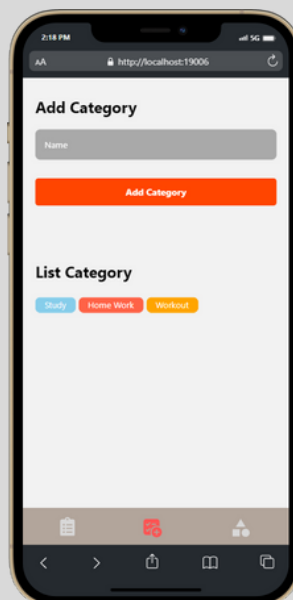 2:18 PM 5G
AA http://localhost:19006
Add Category
Name
Add Category
List Category
Study Home Work Workout